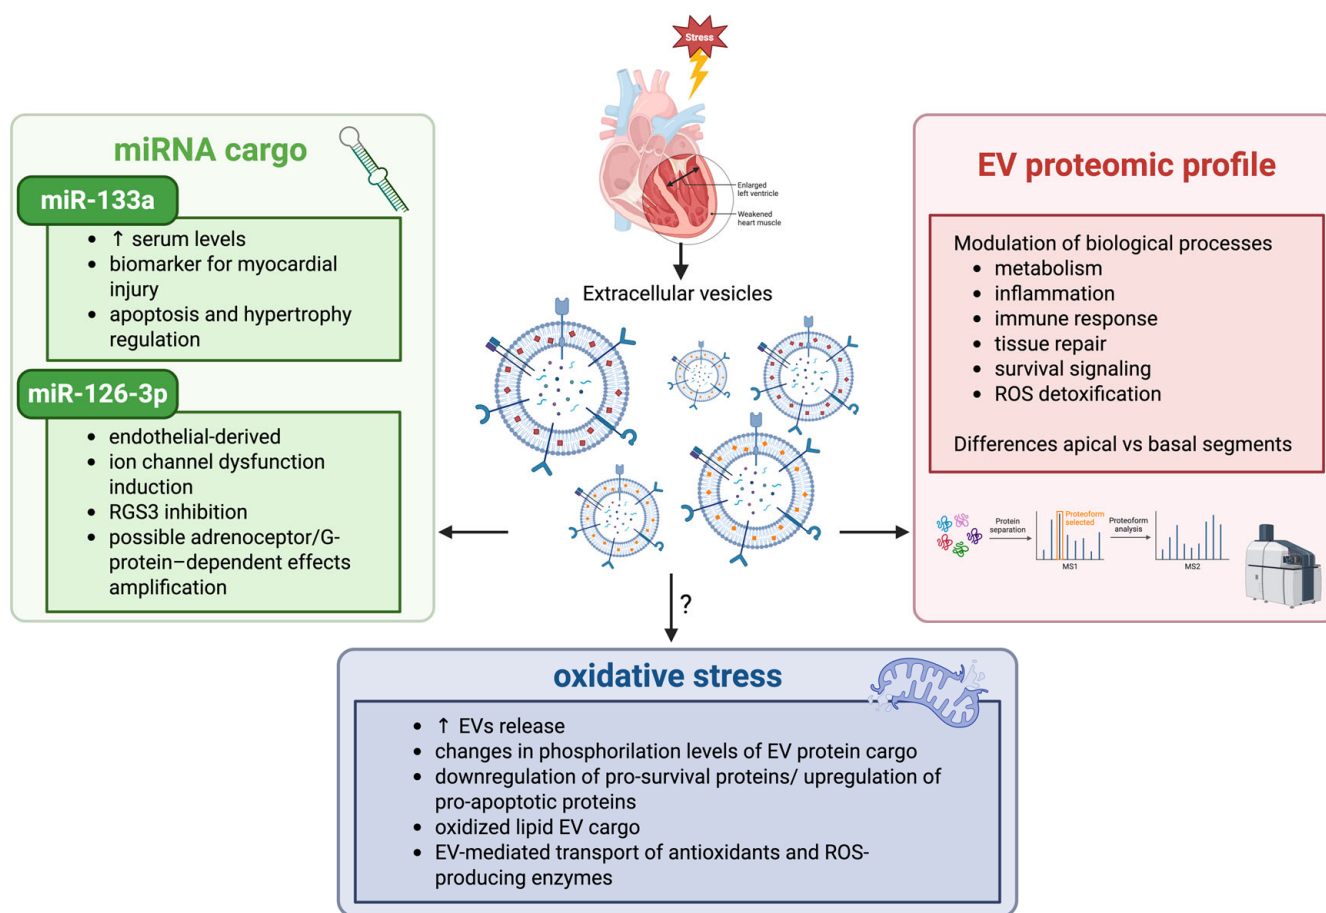 Stress
Enlarged
left ventricle
Weakened
heart muscle
Extracellular vesicles
miRNA cargo
miR-133a
• ↑ serum levels
• biomarker for myocardial
injury
• apoptosis and hypertrophy
regulation
miR-126-3p
• endothelial-derived
• ion channel dysfunction
induction
• RGS3 inhibition
• possible adrenoceptor/G-
protein–dependent effects
amplification
EV proteomic profile
Modulation of biological processes
• metabolism
• inflammation
• immune response
• tissue repair
• survival signaling
• ROS detoxification
Differences apical vs basal segments
Protein
separation
Proteoform
selected
MS1
Proteoform
analysis
MS2
?
oxidative stress
• ↑ EVs release
• changes in phosphorilation levels of EV protein cargo
• downregulation of pro-survival proteins/ upregulation of
pro-apoptotic proteins
• oxidized lipid EV cargo
• EV-mediated transport of antioxidants and ROS-
producing enzymes